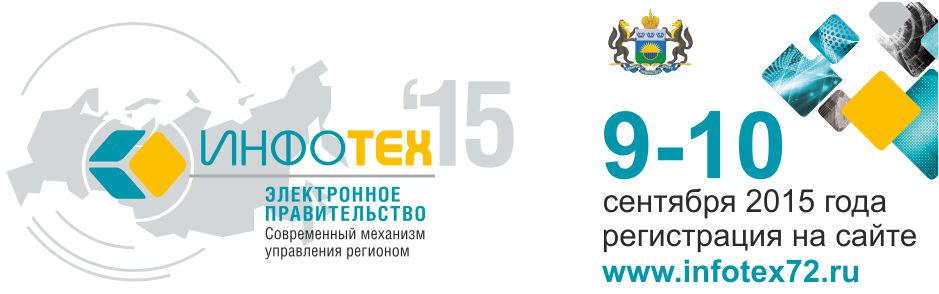 ИНФОТЕХ '15
ЭЛЕКТРОННОЕ
ПРАВИТЕЛЬСТВО
Современный механизм
управления регионом
9-10
сентября 2015 года
регистрация на сайте
www.infotex72.ru